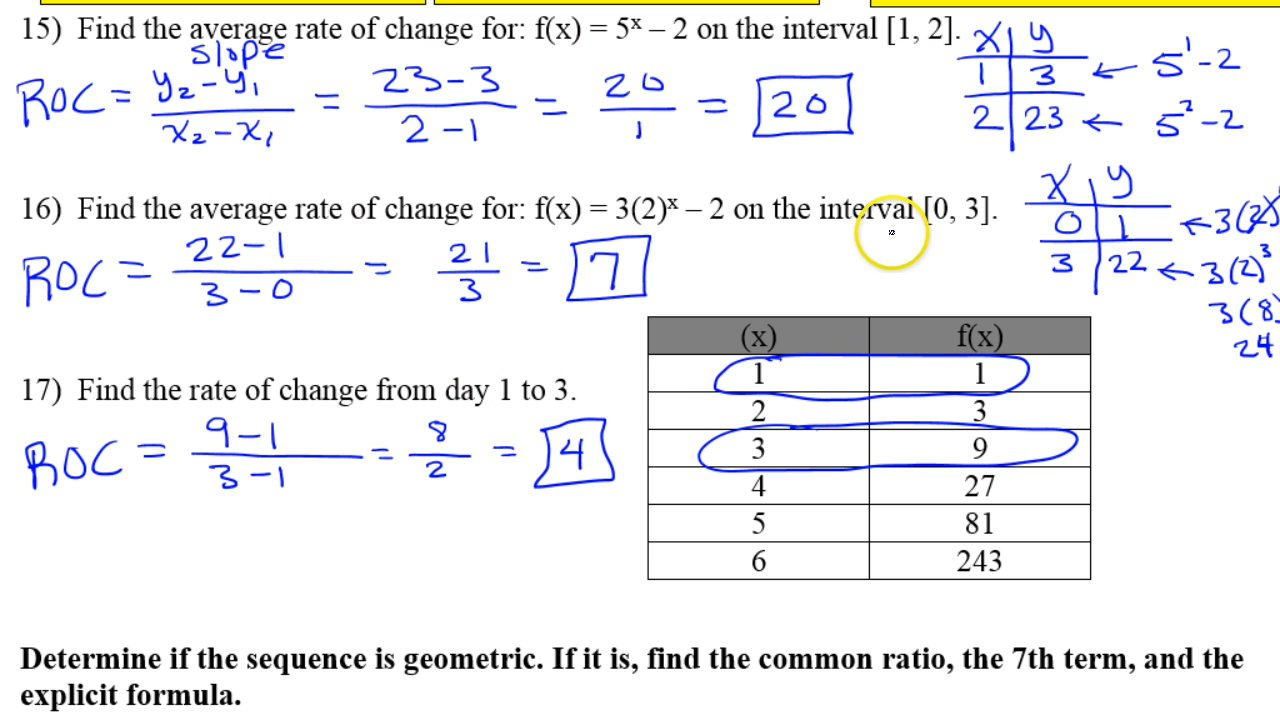 15) Find the average rate of change for: f(x) = 5ˣ – 2 on the interval [1, 2].
slope
ROC = y₂-y₁ / x₂-x₁ = 23-3 / 2-1 = 20 / 1 = 20
x y
1 3 ← 5¹-2
2 23 ← 5²-2
16) Find the average rate of change for: f(x) = 3(2)ˣ – 2 on the interval [0, 3].
ROC = 22-1 / 3-0 = 21 / 3 = 7
x y
0 1
3 22 ← 3(2)³
3(8)
24
17) Find the rate of change from day 1 to 3.
ROC = 9-1 / 3-1 = 8 / 2 = 4
(x) f(x)
1 1
2 3
3 9
4 27
5 81
6 243
Determine if the sequence is geometric. If it is, find the common ratio, the 7th term, and the
explicit formula.